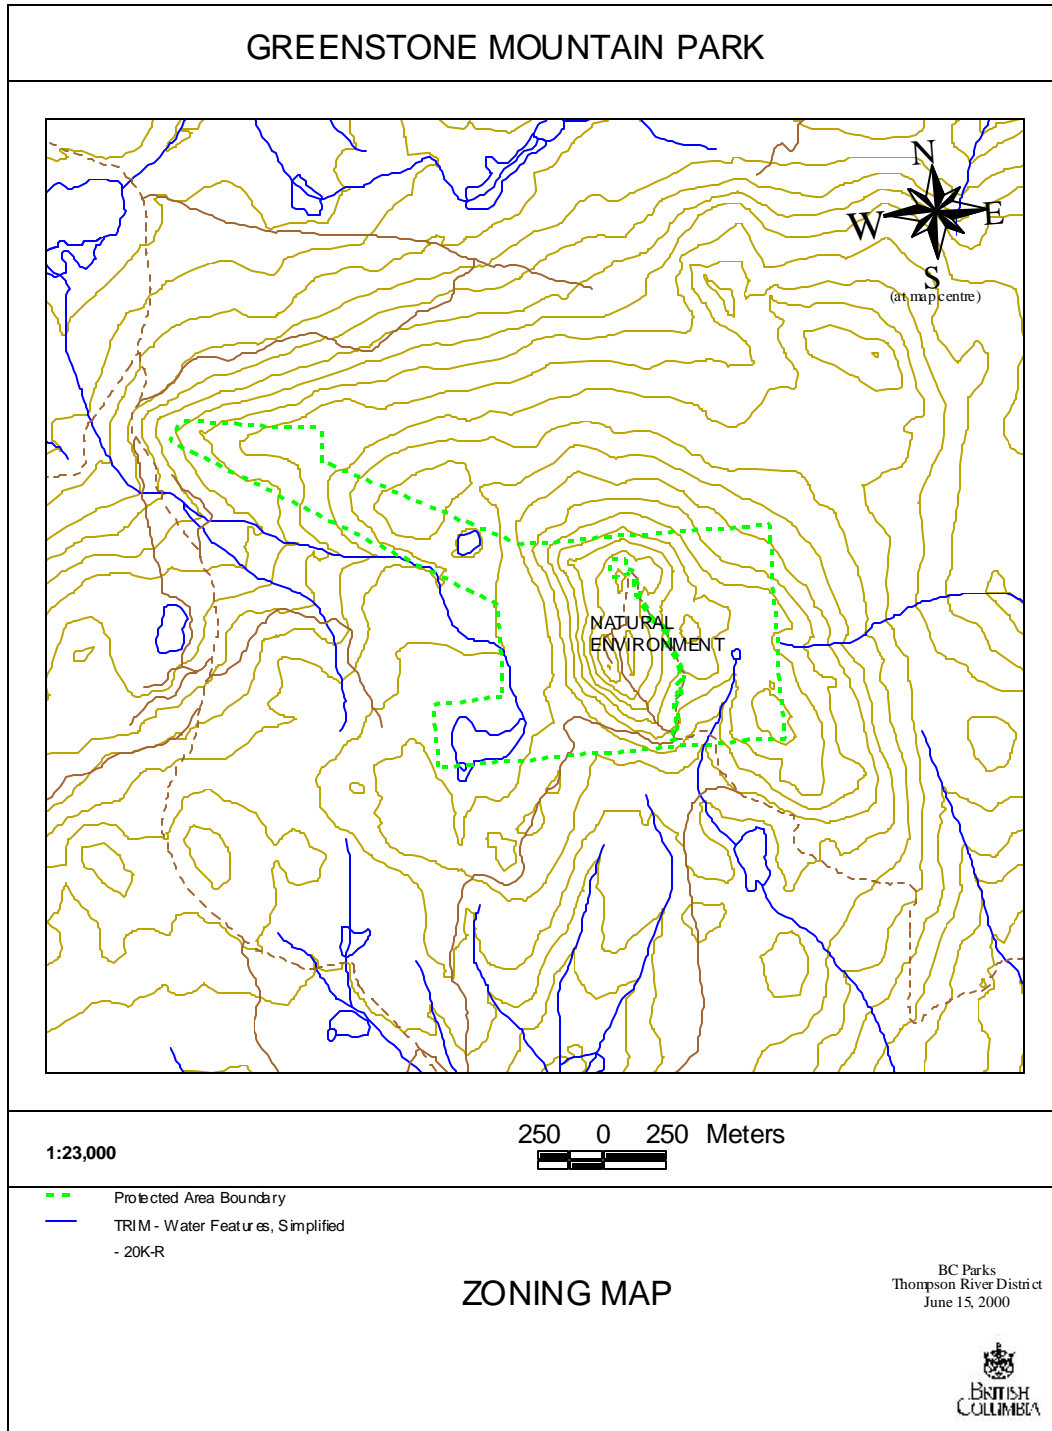 GREENSTONE MOUNTAIN PARK
N
W
E
S
(at map centre)
NATURAL
ENVIRONMENT
1:23,000
250 0 250 Meters
Protected Area Boundary
TRIM - Water Features, Simplified
- 20K-R
ZONING MAP
BC Parks
Thompson River District
June 15, 2000
BRITISH
COLUMBIA